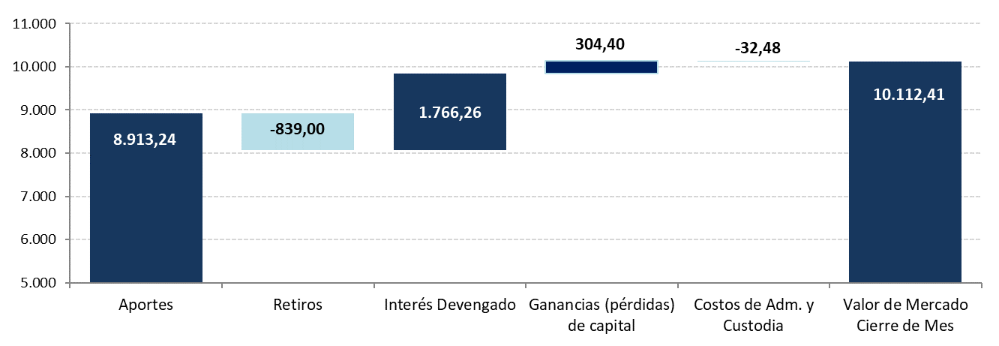 11.000
10.000
9.000
8.000
7.000
6.000
5.000
8.913,24
-839,00
1.766,26
304,40
-32,48
10.112,41
Aportes
Retiros
Interés Devengado
Ganancias (pérdidas)
de capital
Costos de Adm. y
Custodia
Valor de Mercado
Cierre de Mes